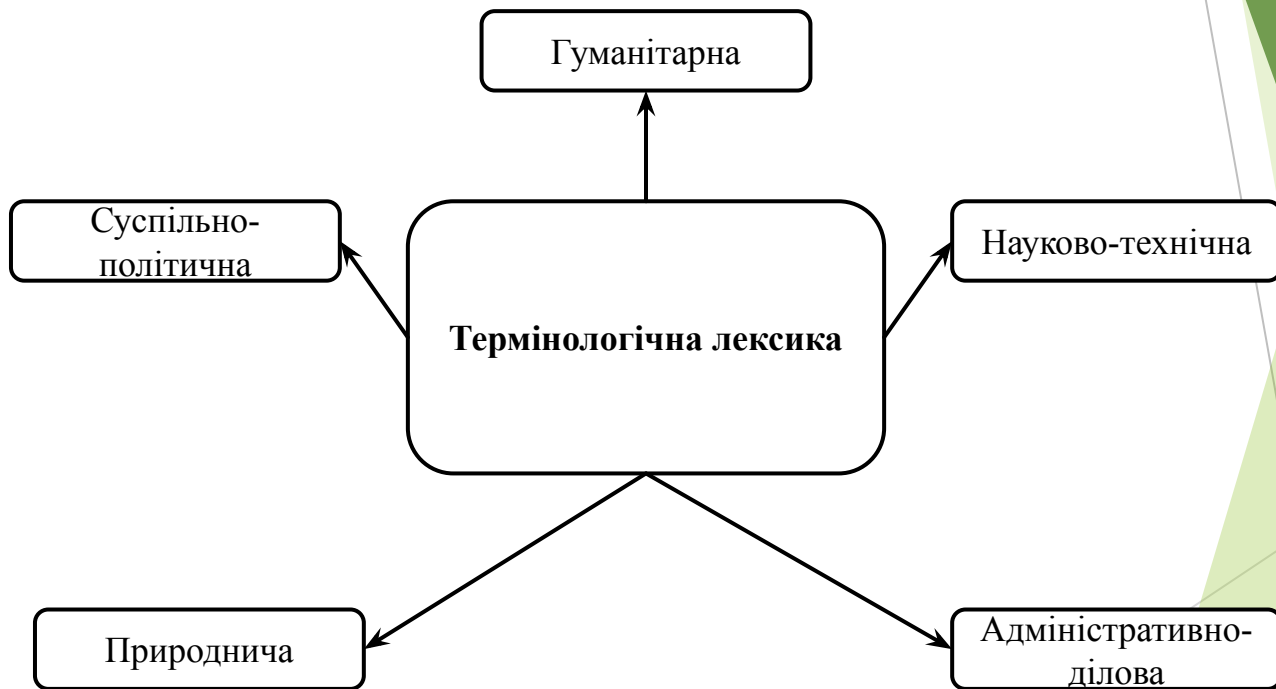 Гуманітарна
Суспільно-
політична
Науково-технічна
Термінологічна лексика
Природнича
Адміністративно-
ділова